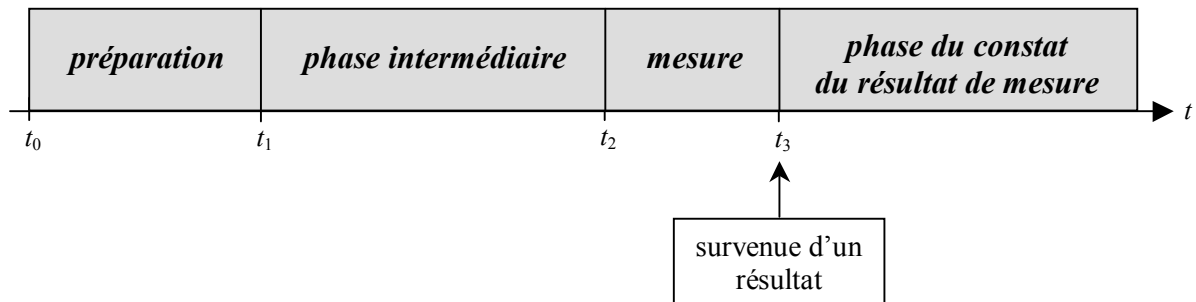 préparation
phase intermédiaire
mesure
phase du constat
du résultat de mesure
t
t0
t1
t2
t3
survenue d’un
résultat